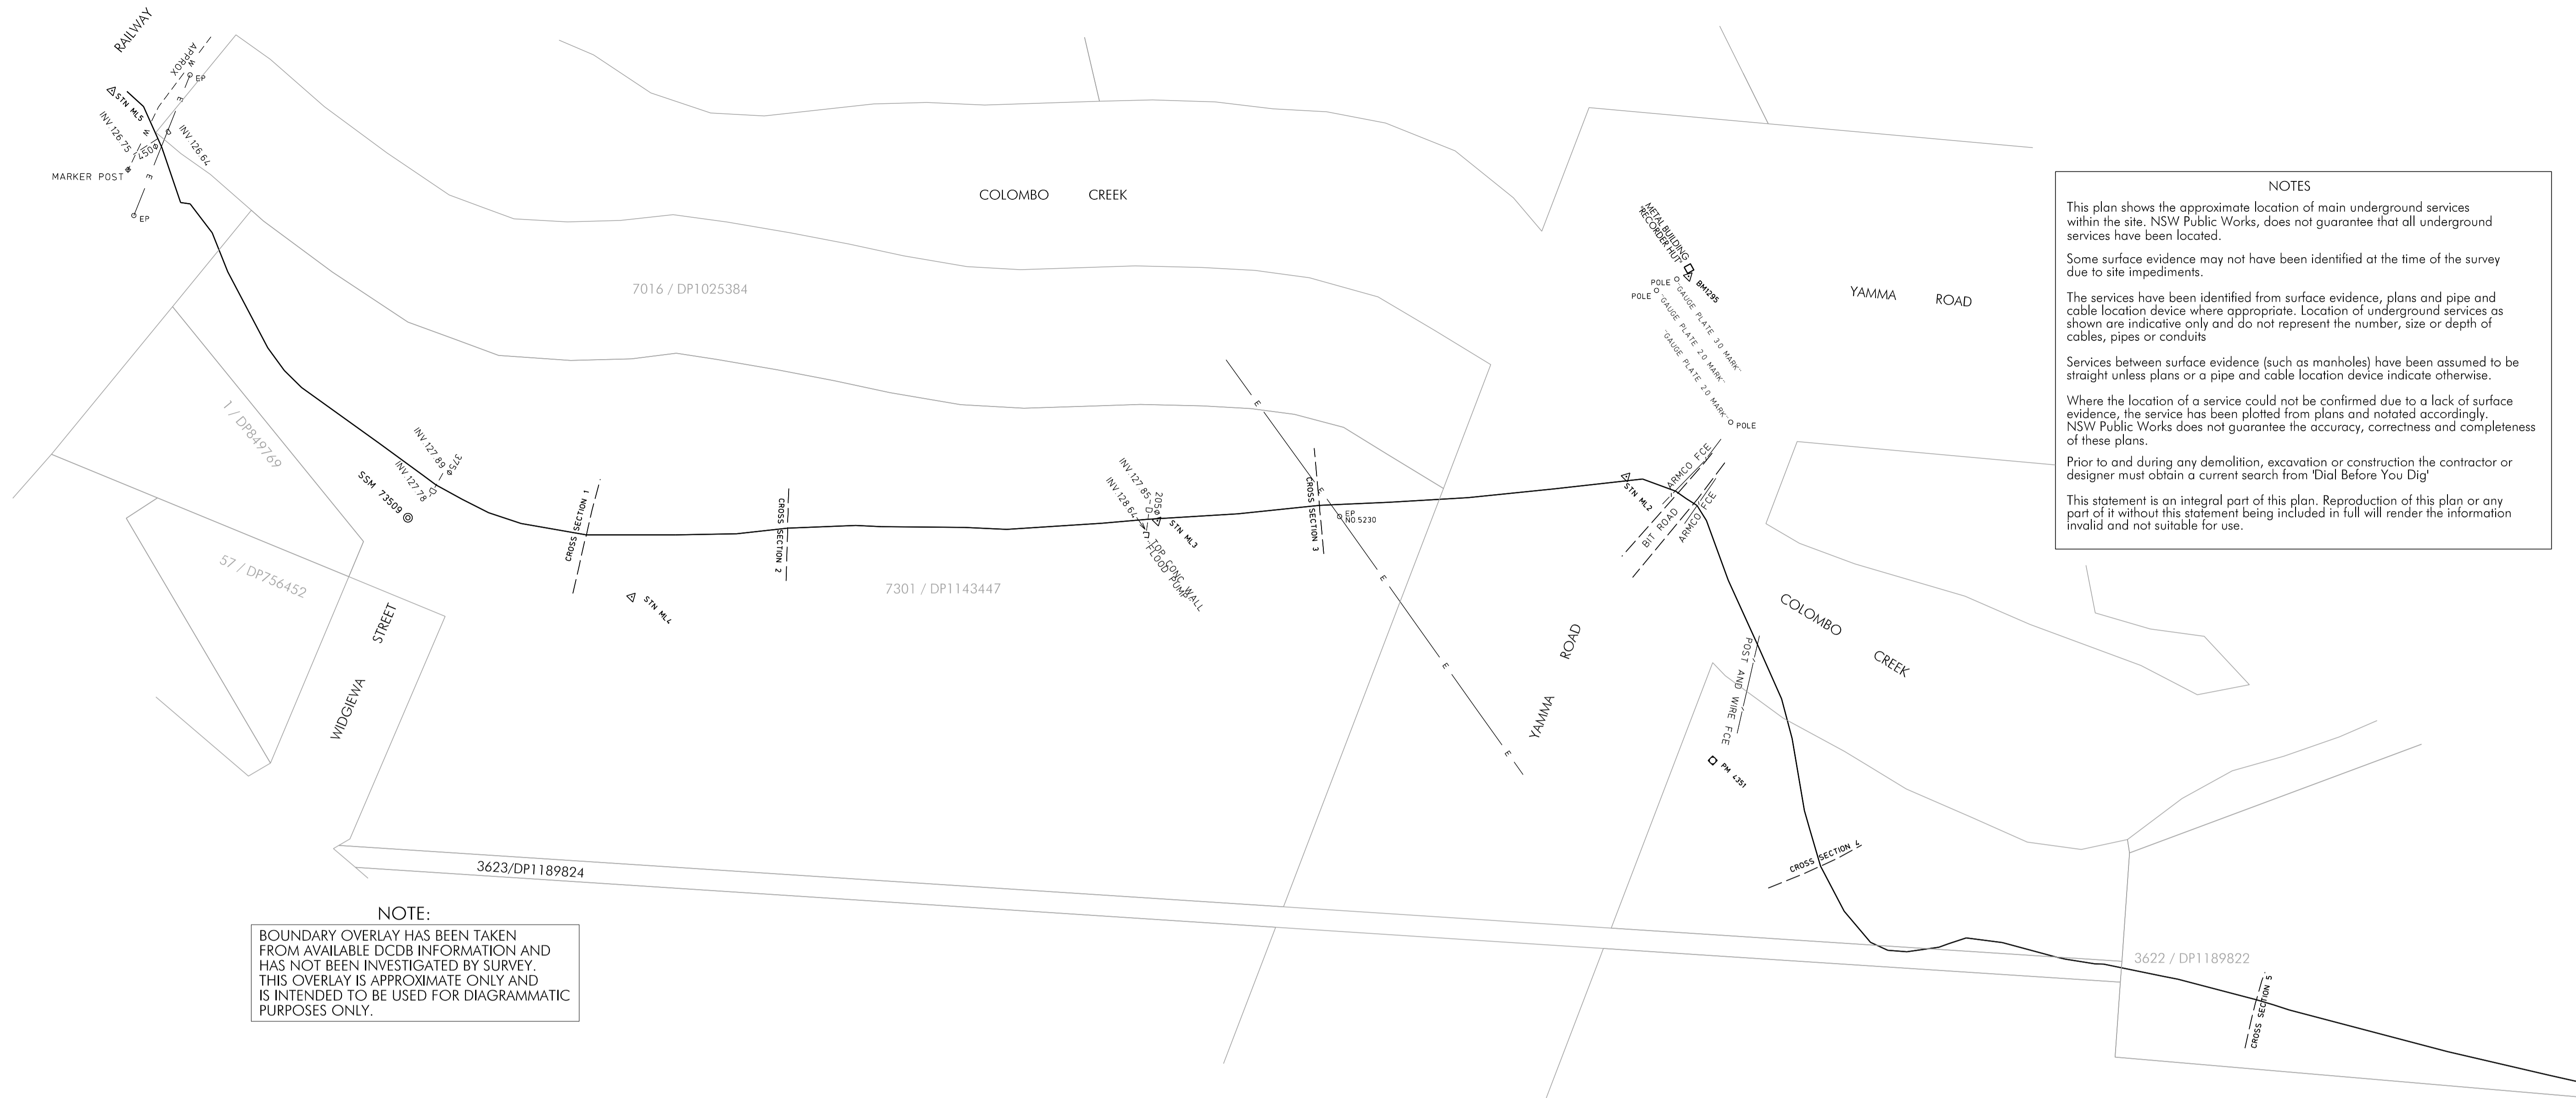 RAILWAY
APPROX
W
EP
E
STN ML5
INV 126.75
W
450ø
D
INV 126.64
MARKER POST
E
EP
COLOMBO CREEK
7016 / DP1025384
1 / DP849769
57 / DP756452
WIDGIEWA STREET
SSM 73509
INV 127.89
INV 127.78
375 ø
D
CROSS SECTION 1
STN ML4
CROSS SECTION 2
7301 / DP1143447
INV 127.85
INV 128.64
205ø
D
D
STN ML3
TOP CONC WALL
FLOOD PUMP
E
CROSS SECTION 3
E
EP
NO.5230
E
E
E
METAL BUILDING
"RECORDER HUT"
BM1295
POLE
POLE
"GAUGE PLATE 3.0 MARK"
"GAUGE PLATE 2.0 MARK"
"GAUGE PLATE 2.0 MARK"
POLE
YAMMA ROAD
STN ML2
ARMCO FCE
BIT ROAD
ARMCO FCE
YAMMA ROAD
COLOMBO CREEK
POST AND WIRE FCE
PM 4351
CROSS SECTION 4
3623/DP1189824
3622 / DP1189822
CROSS SECTION 5
NOTES
This plan shows the approximate location of main underground services
within the site. NSW Public Works, does not guarantee that all underground
services have been located.
Some surface evidence may not have been identified at the time of the survey
due to site impediments.
The services have been identified from surface evidence, plans and pipe and
cable location device where appropriate. Location of underground services as
shown are indicative only and do not represent the number, size or depth of
cables, pipes or conduits
Services between surface evidence (such as manholes) have been assumed to be
straight unless plans or a pipe and cable location device indicate otherwise.
Where the location of a service could not be confirmed due to a lack of surface
evidence, the service has been plotted from plans and notated accordingly.
NSW Public Works does not guarantee the accuracy, correctness and completeness
of these plans.
Prior to and during any demolition, excavation or construction the contractor or
designer must obtain a current search from 'Dial Before You Dig'
This statement is an integral part of this plan. Reproduction of this plan or any
part of it without this statement being included in full will render the information
invalid and not suitable for use.
NOTE:
BOUNDARY OVERLAY HAS BEEN TAKEN
FROM AVAILABLE DCDB INFORMATION AND
HAS NOT BEEN INVESTIGATED BY SURVEY.
THIS OVERLAY IS APPROXIMATE ONLY AND
IS INTENDED TO BE USED FOR DIAGRAMMATIC
PURPOSES ONLY.